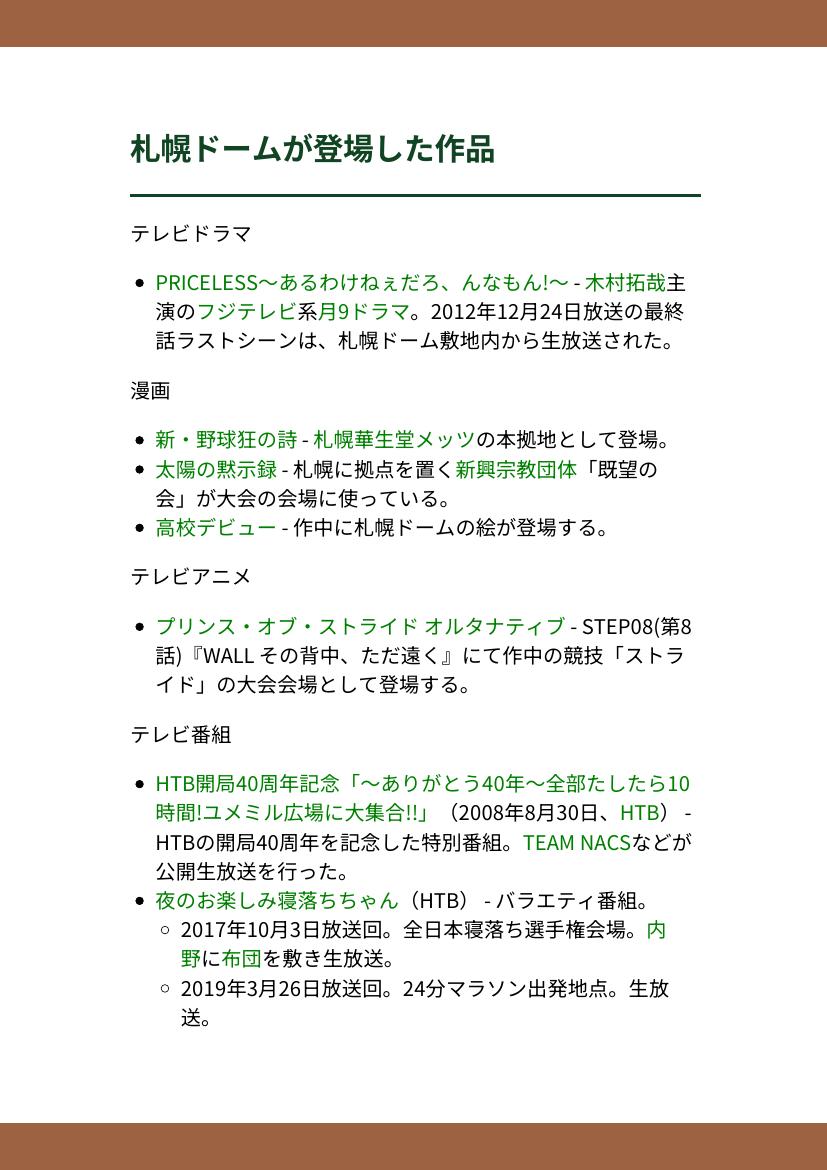 札幌ドームが登場した作品
テレビドラマ
PRICELESS〜あるわけねぇだろ、んなもん!〜 - 木村拓哉主
演のフジテレビ系月9ドラマ。2012年12月24日放送の最終
話ラストシーンは、札幌ドーム敷地内から生放送された。
漫画
新・野球狂の詩 - 札幌華生堂メッツの本拠地として登場。
太陽の黙示録 - 札幌に拠点を置く新興宗教団体「既望の
会」が大会の会場に使っている。
高校デビュー - 作中に札幌ドームの絵が登場する。
テレビアニメ
プリンス・オブ・ストライド オルタナティブ - STEP08(第8
話)『WALL その背中、ただ遠く』にて作中の競技「ストラ
イド」の大会会場として登場する。
テレビ番組
HTB開局40周年記念「〜ありがとう40年〜全部たしたら10
時間!ユメミル広場に大集合!!」（2008年8月30日、HTB） -
HTBの開局40周年を記念した特別番組。TEAM NACSなどが
公開生放送を行った。
夜のお楽しみ寝落ちちゃん（HTB） - バラエティ番組。
2017年10月3日放送回。全日本寝落ち選手権会場。内
野に布団を敷き生放送。
2019年3月26日放送回。24分マラソン出発地点。生放
送。